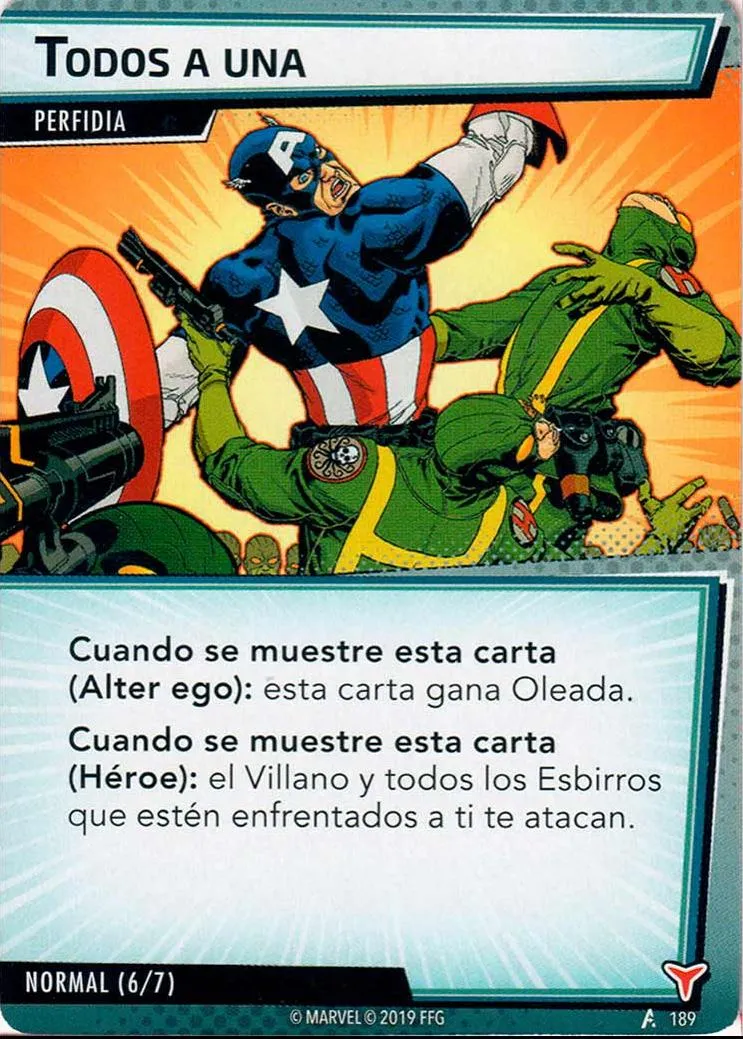 TODOS A UNA
PERFIDIA
A
H
H
Cuando se muestre esta carta
(Alter ego): esta carta gana Oleada.
Cuando se muestre esta carta
(Héroe): el Villano y todos los Esbirros
que estén enfrentados a ti te atacan.
NORMAL (6/7)
© MARVEL © 2019 FFG
189